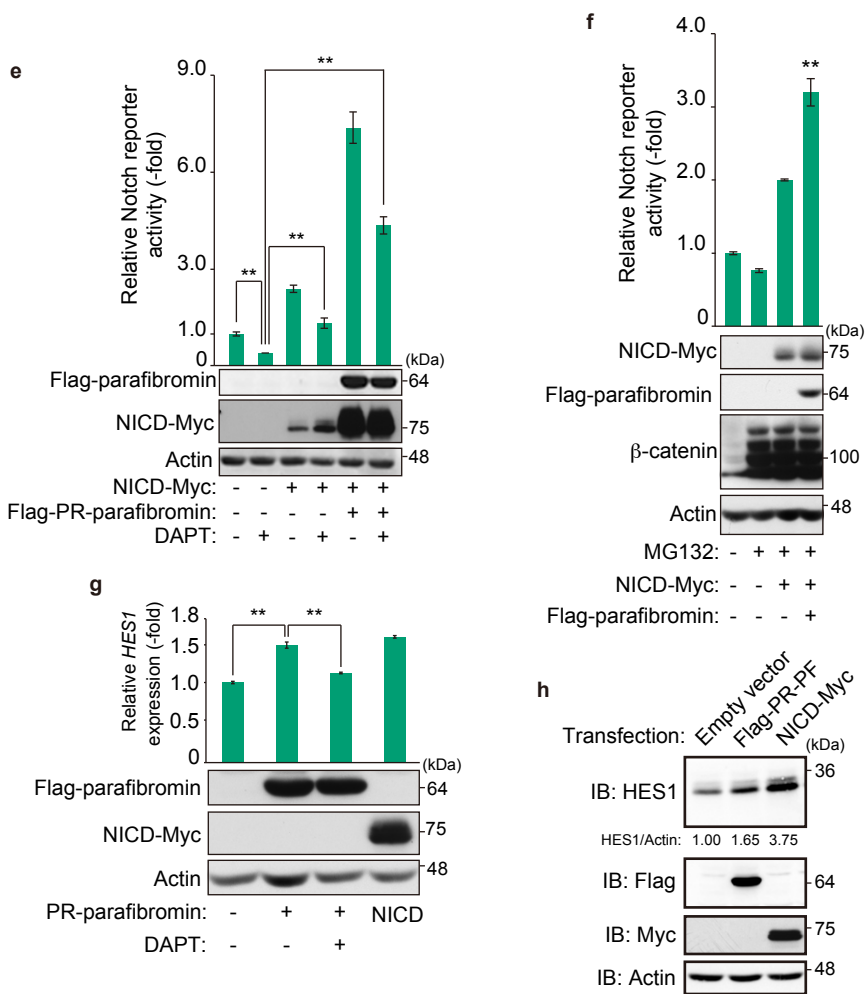 e
Relative Notch reporter
activity (-fold)
9.0
6.0
3.0
1.0
0
**
**
**
(kDa)
Flag-parafibromin
64
NICD-Myc
75
Actin
48
NICD-Myc: - - + + + +
Flag-PR-parafibromin: - - - - + +
DAPT: - + - + - +
f
Relative Notch reporter
activity (-fold)
4.0
3.0
2.0
1.0
0
**
(kDa)
NICD-Myc
75
Flag-parafibromin
64
β-catenin
100
Actin
48
MG132: - + + +
NICD-Myc: - - + +
Flag-parafibromin: - - - +
g
Relative HES1
expression (-fold)
1.8
1.5
1.0
0.5
0
**
**
(kDa)
Flag-parafibromin
64
NICD-Myc
75
Actin
48
PR-parafibromin: - + + NICD
DAPT: - - +
h
Transfection: Empty vector Flag-PR-PF NICD-Myc
(kDa)
IB: HES1
36
HES1/Actin: 1.00 1.65 3.75
IB: Flag
64
IB: Myc
75
IB: Actin
48